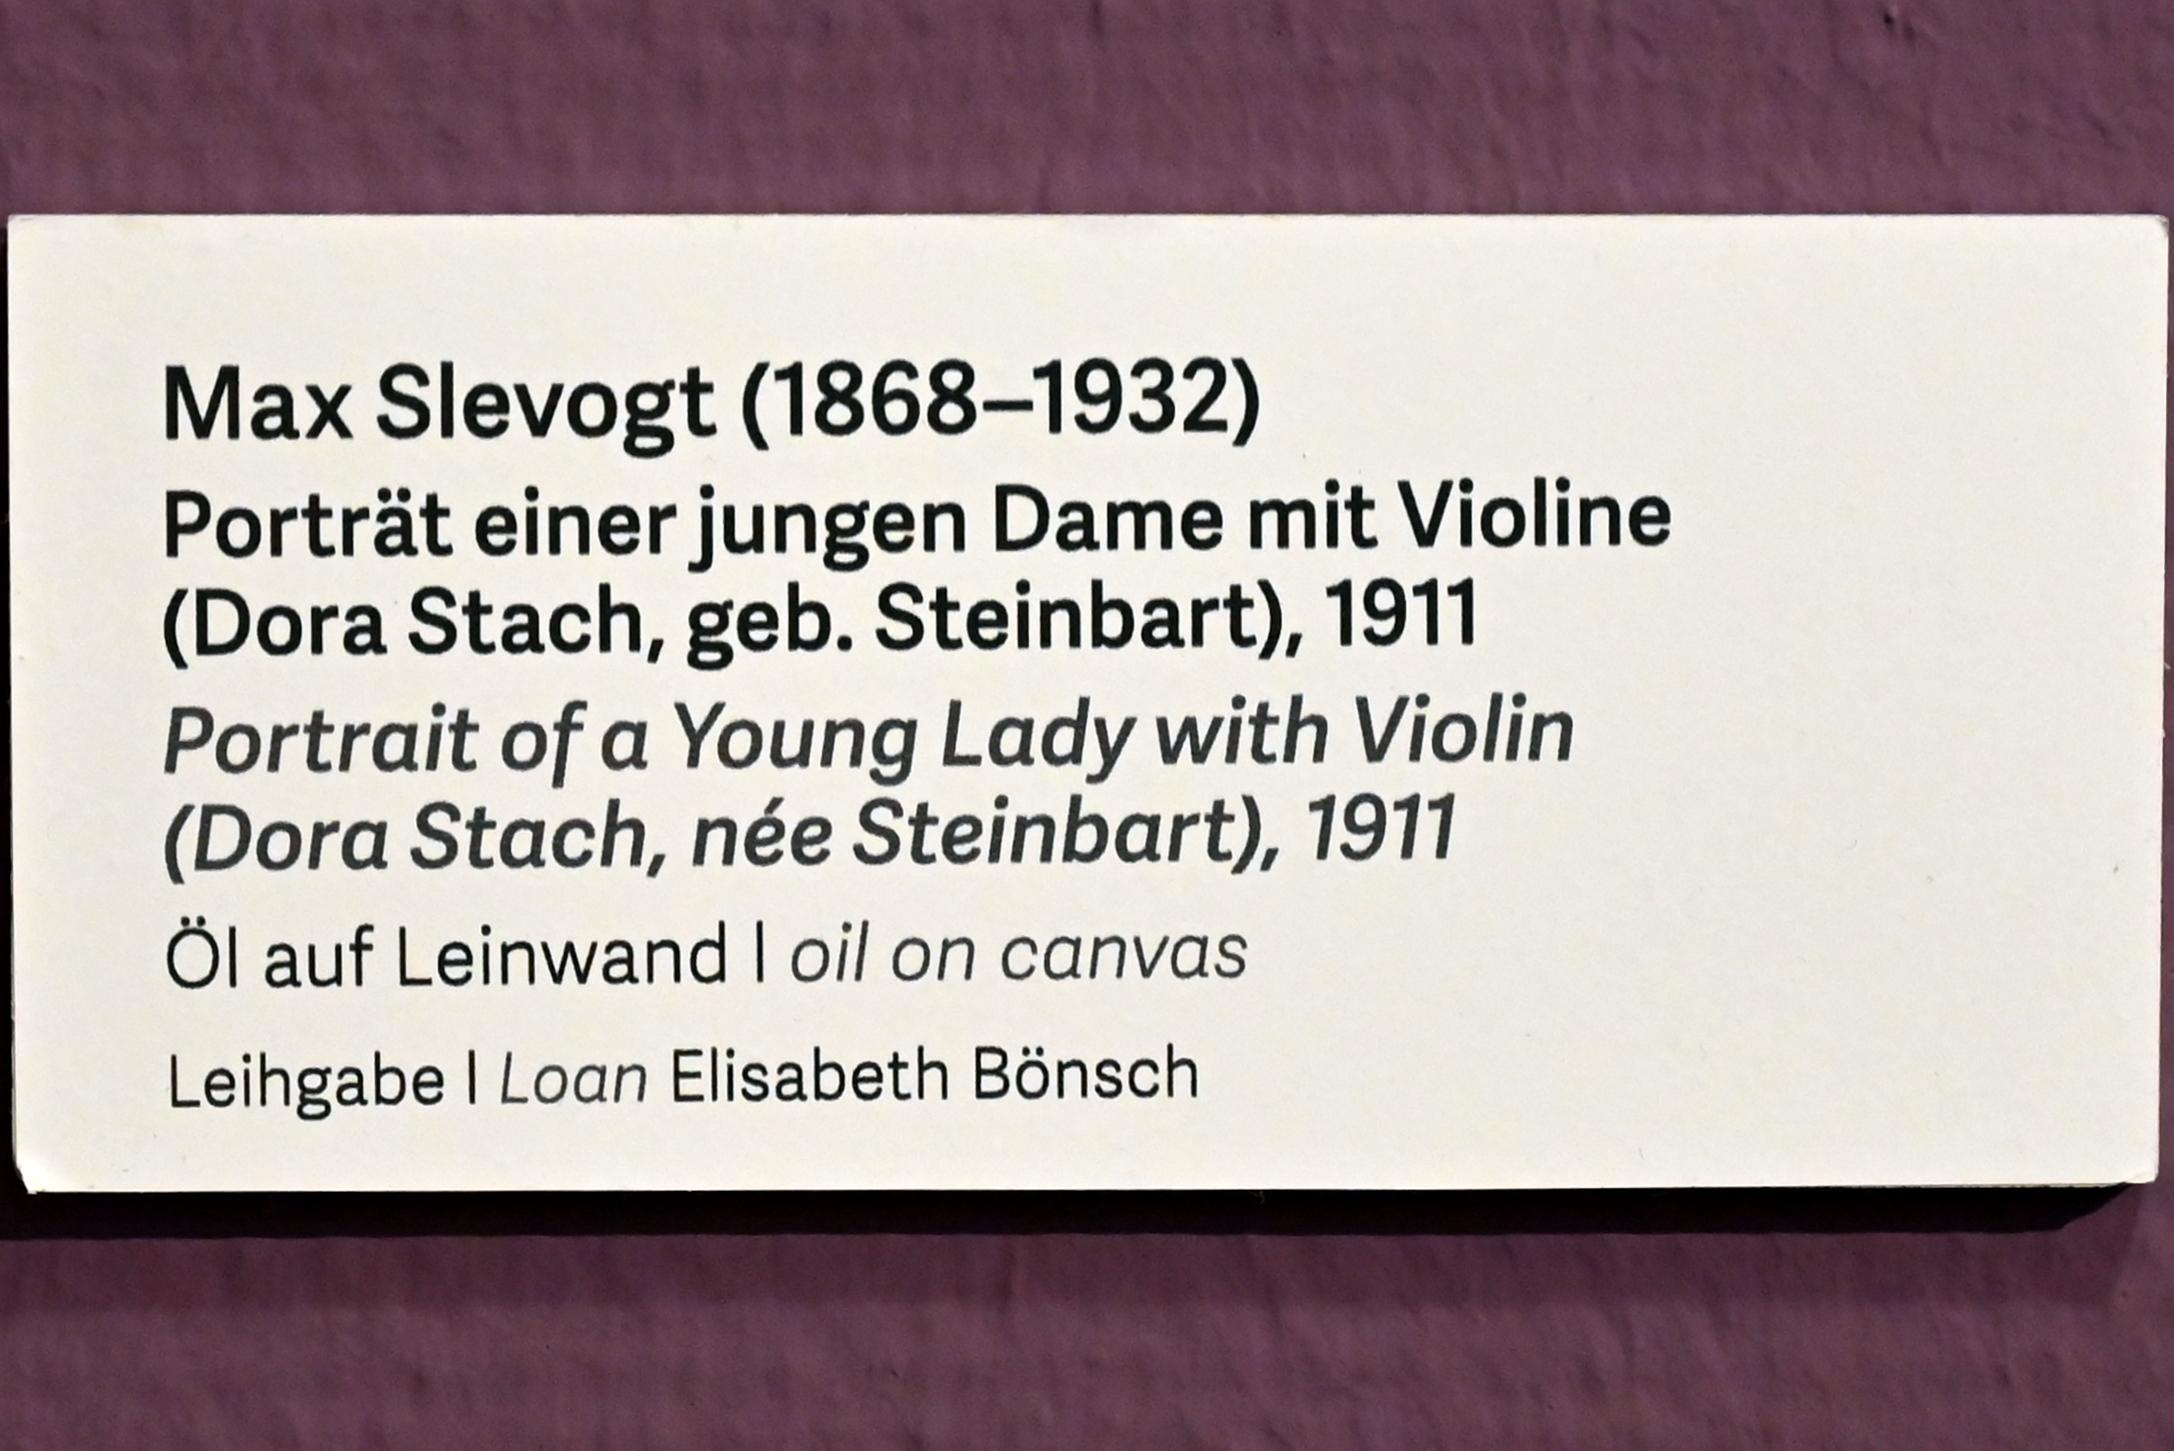 Max Slevogt (1868–1932)
Porträt einer jungen Dame mit Violine
(Dora Stach, geb. Steinbart), 1911
Portrait of a Young Lady with Violin
(Dora Stach, née Steinbart), 1911
Öl auf Leinwand | oil on canvas
Leihgabe | Loan Elisabeth Bönsch